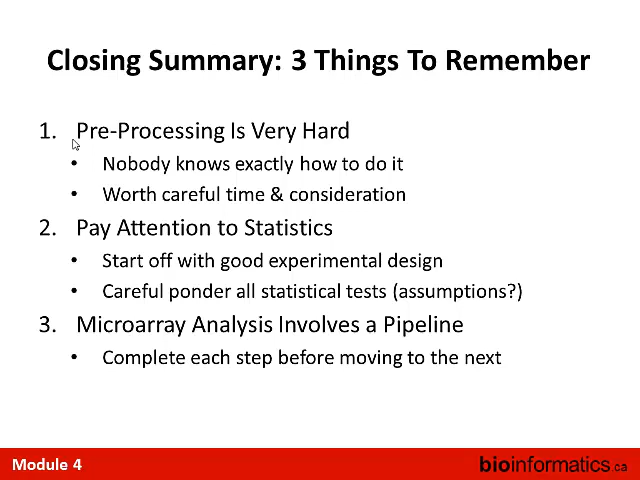 Closing Summary: 3 Things To Remember
1. Pre-Processing Is Very Hard
• Nobody knows exactly how to do it
• Worth careful time & consideration
2. Pay Attention to Statistics
• Start off with good experimental design
• Careful ponder all statistical tests (assumptions?)
3. Microarray Analysis Involves a Pipeline
• Complete each step before moving to the next
Module 4
bioinformatics.ca